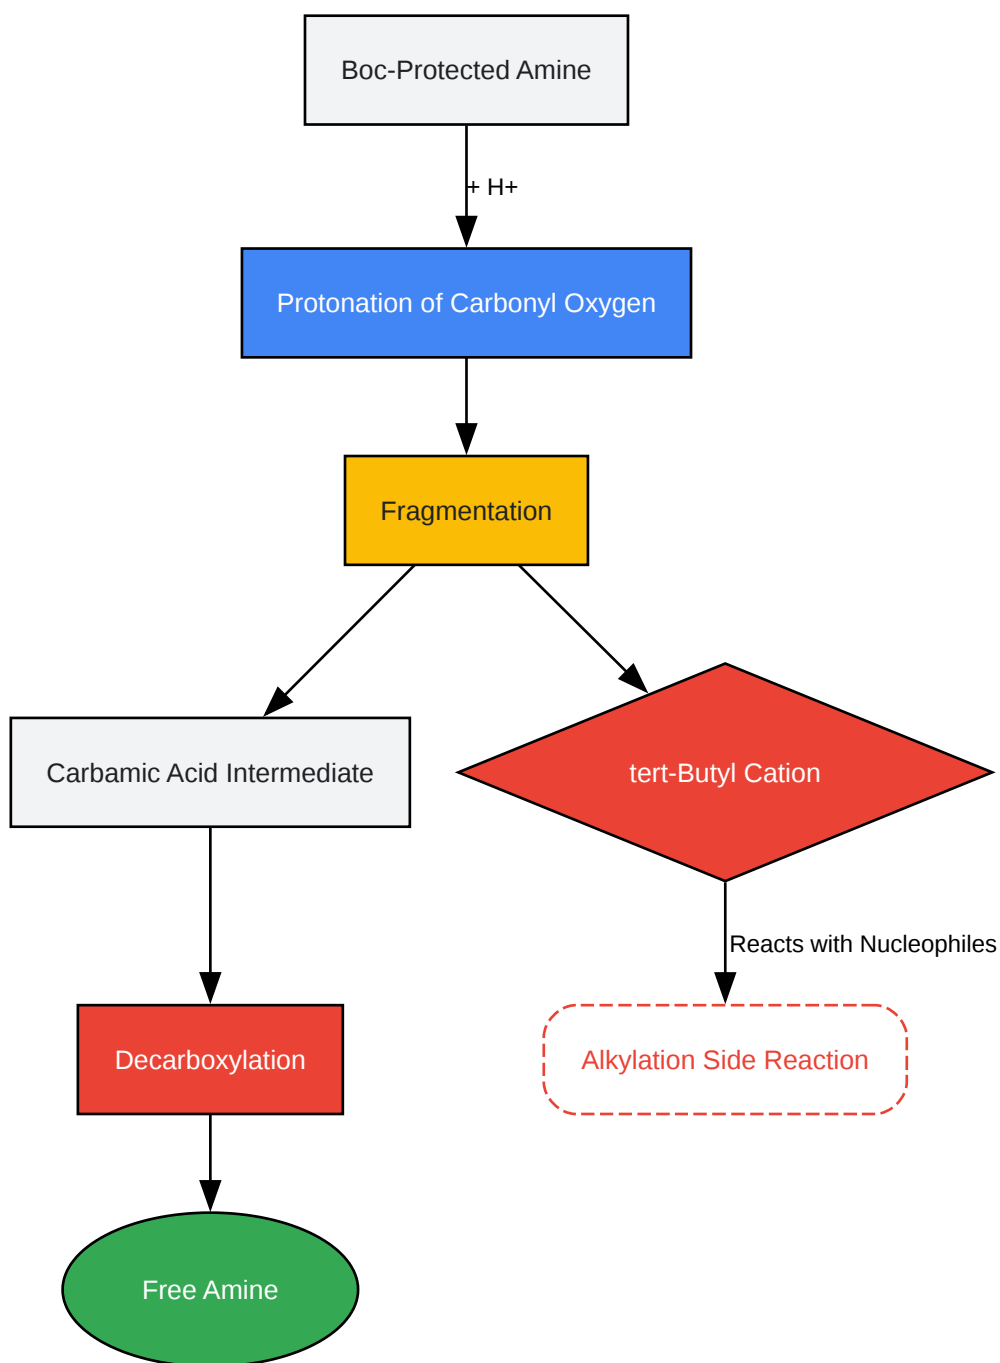 Boc-Protected Amine
+ H+
Protonation of Carbonyl Oxygen
Fragmentation
Carbamic Acid Intermediate
tert-Butyl Cation
Reacts with Nucleophiles
Decarboxylation
Alkylation Side Reaction
Free Amine